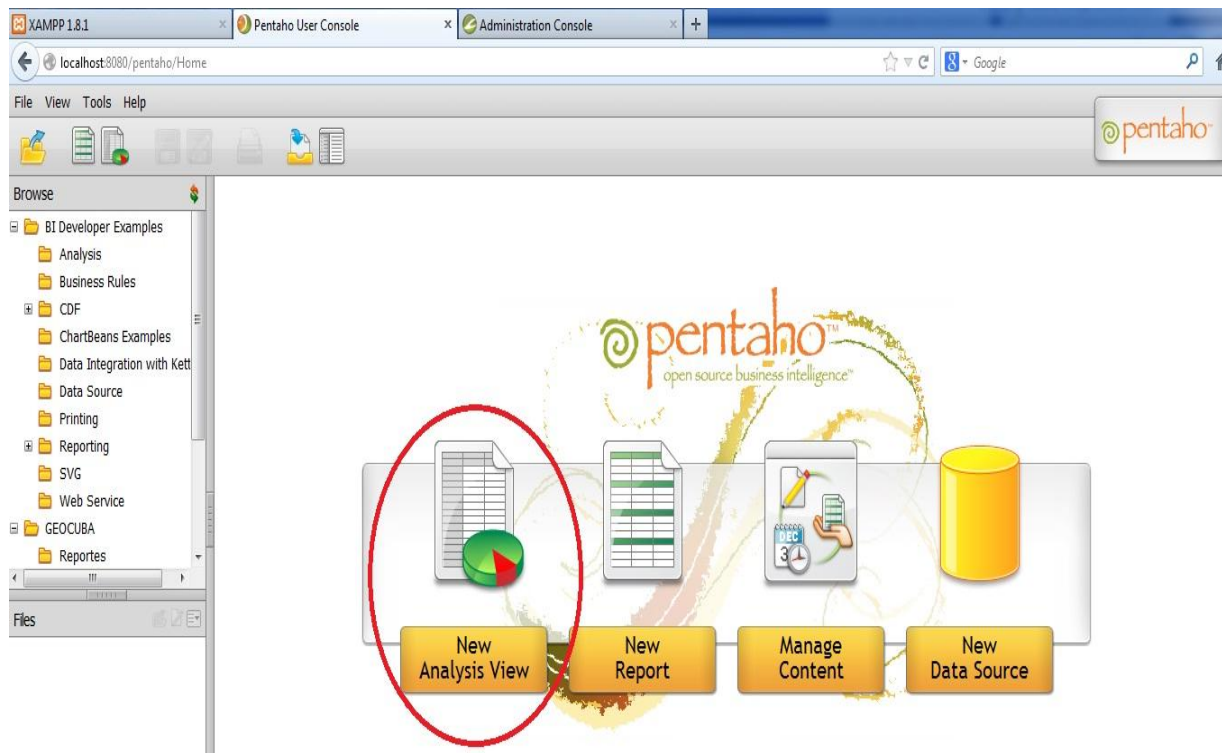 XAMPP 1.8.1
Pentaho User Console
Administration Console
localhost:8080/pentaho/Home
Google
File View Tools Help
pentaho™
Browse
BI Developer Examples
Analysis
Business Rules
CDF
ChartBeans Examples
Data Integration with Kett
Data Source
Printing
Reporting
SVG
Web Service
GEOCUBA
Reportes
Files
pentaho™
open source business intelligence™
DEC
3
New
Analysis View
New
Report
Manage
Content
New
Data Source